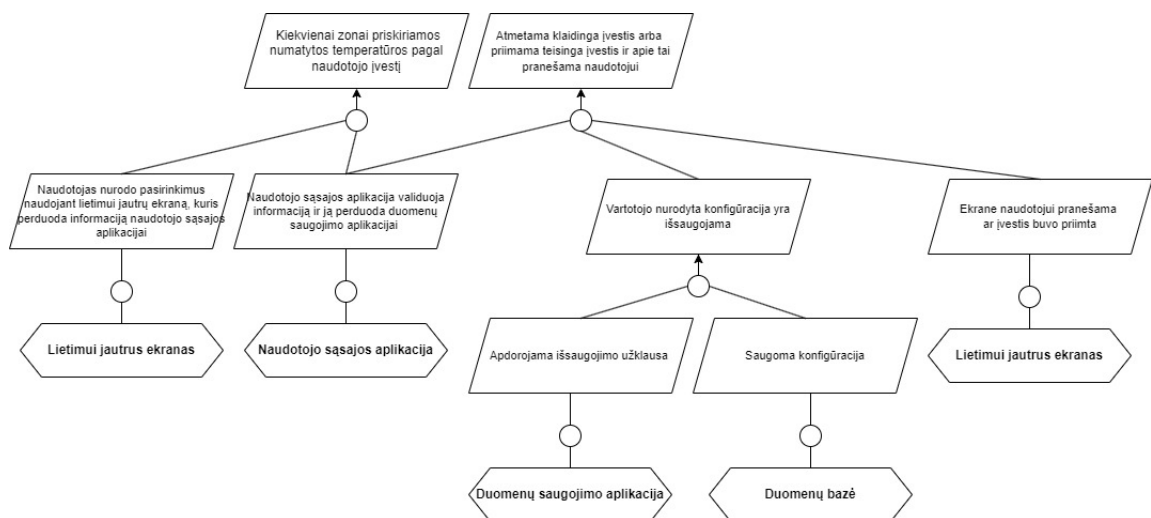 Kiekvienai zonai priskiriamos
numatytos temperatūros pagal
naudotojo įvestį
Atmetama klaidinga įvestis arba
priimama teisinga įvestis ir apie tai
pranešama naudotojui
Naudotojas nurodo pasirinkimus
naudojant lietimui jautrų ekraną, kuris
perduoda informaciją naudotojo sąsajos
aplikacijai
Naudotojo sąsajos aplikacija validuoja
informaciją ir ją perduoda duomenų
saugojimo aplikacijai
Vartotojo nurodyta konfigūracija yra
išsaugojama
Ekrane naudotojui pranešama
ar įvestis buvo priimta
Lietimui jautrus ekranas
Naudotojo sąsajos aplikacija
Apdorojama išsaugojimo užklausa
Saugoma konfigūracija
Lietimui jautrus ekranas
Duomenų saugojimo aplikacija
Duomenų bazė